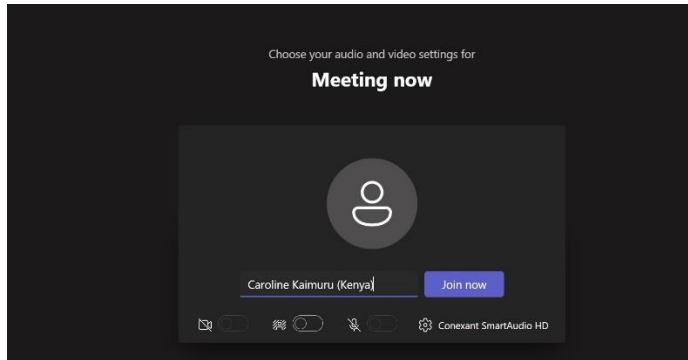 Choose your audio and video settings for
Meeting now
Caroline Kaimuru (Kenya)
Join now
Conexant SmartAudio HD